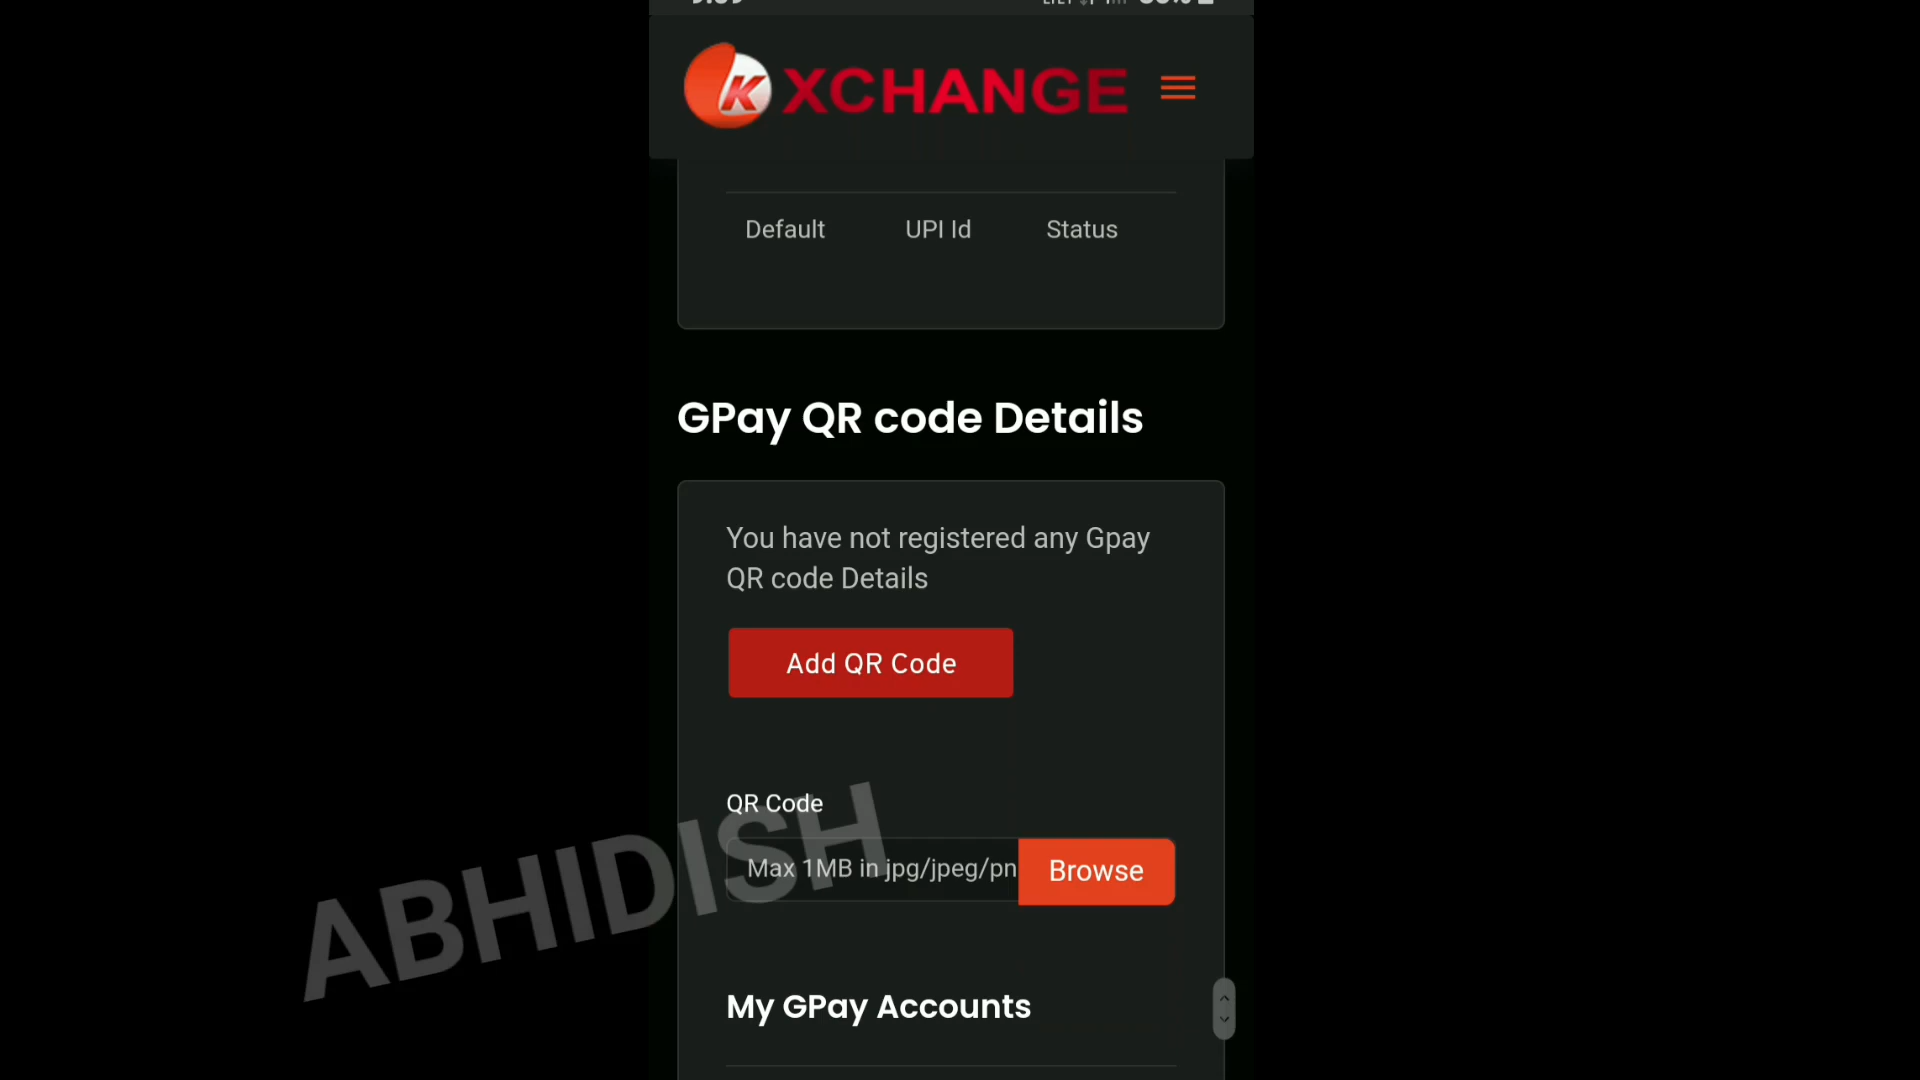 K XCHANGE
Default UPI Id Status
GPay QR code Details
You have not registered any Gpay
QR code Details
Add QR Code
QR Code
Max 1MB in jpg/jpeg/pn
Browse
ABHIDISH
My GPay Accounts